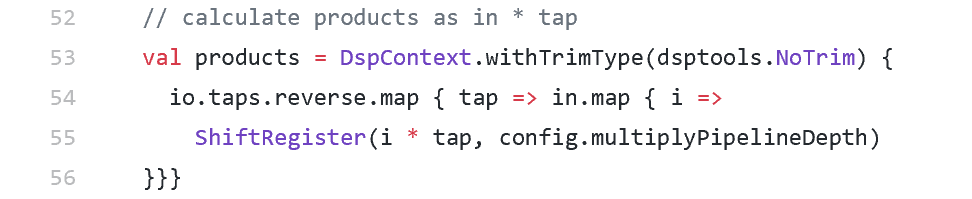 52 // calculate products as in * tap
53 val products = DspContext.withTrimType(dsptools.NoTrim) {
54 io.taps.reverse.map { tap => in.map { i =>
55 ShiftRegister(i * tap, config.multiplyPipelineDepth)
56 }}}